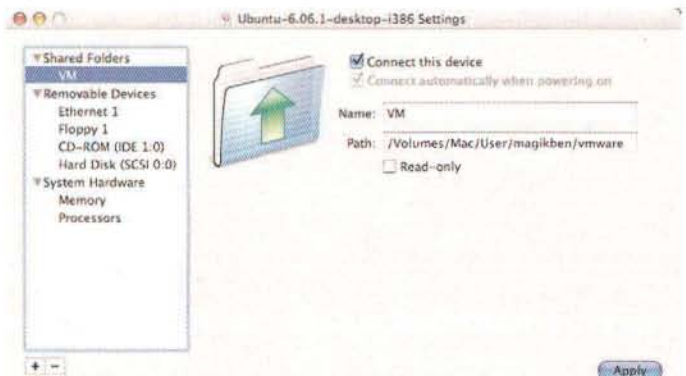 Ubuntu-6.06.1-desktop-i386 Settings
Shared Folders
VM
Removable Devices
Ethernet 1
Floppy 1
CD-ROM (IDE 1:0)
Hard Disk (SCSI 0:0)
System Hardware
Memory
Processors
Connect this device
Connect automatically when powering on
Name: VM
Path: /Volumes/Mac/User/magikben/vmware
Read-only
+ -
Apply